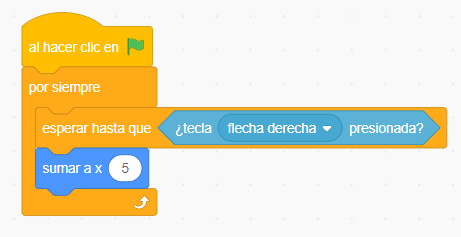 al hacer clic en
por siempre
esperar hasta que ¿tecla flecha derecha presionada?
sumar a x 5